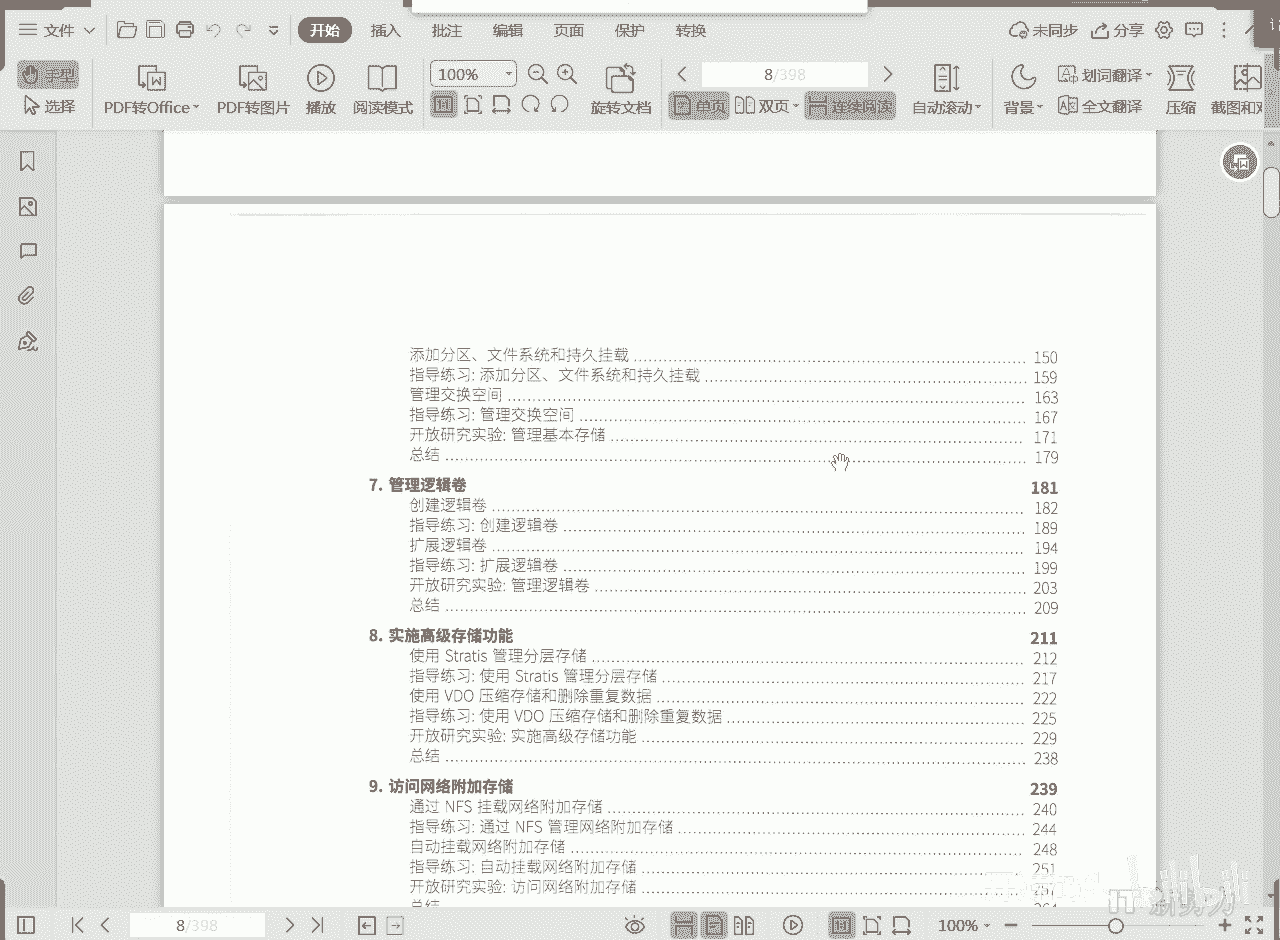 文件
开始
插入
批注
编辑
页面
保护
转换
未同步
分享
手型
选择
PDF转Office
PDF转图片
播放
阅读模式
100%
旋转文档
8/398
单页
双页
连续阅读
自动滚动
背景
划词翻译
全文翻译
压缩
截图和对
添加分区、文件系统和持久挂载 150
指导练习: 添加分区、文件系统和持久挂载 159
管理交换空间 163
指导练习: 管理交换空间 167
开放研究实验: 管理基本存储 171
总结 179
7. 管理逻辑卷 181
创建逻辑卷 182
指导练习: 创建逻辑卷 189
扩展逻辑卷 194
指导练习: 扩展逻辑卷 199
开放研究实验: 管理逻辑卷 203
总结 209
8. 实施高级存储功能 211
使用 Stratis 管理分层存储 212
指导练习: 使用 Stratis 管理分层存储 217
使用 VDO 压缩存储和删除重复数据 222
指导练习: 使用 VDO 压缩存储和删除重复数据 225
开放研究实验: 实施高级存储功能 229
总结 238
9. 访问网络附加存储 239
通过 NFS 挂载网络附加存储 240
指导练习: 通过 NFS 管理网络附加存储 244
自动挂载网络附加存储 248
指导练习: 自动挂载网络附加存储 251
开放研究实验: 访问网络附加存储
总结
8/398
100%